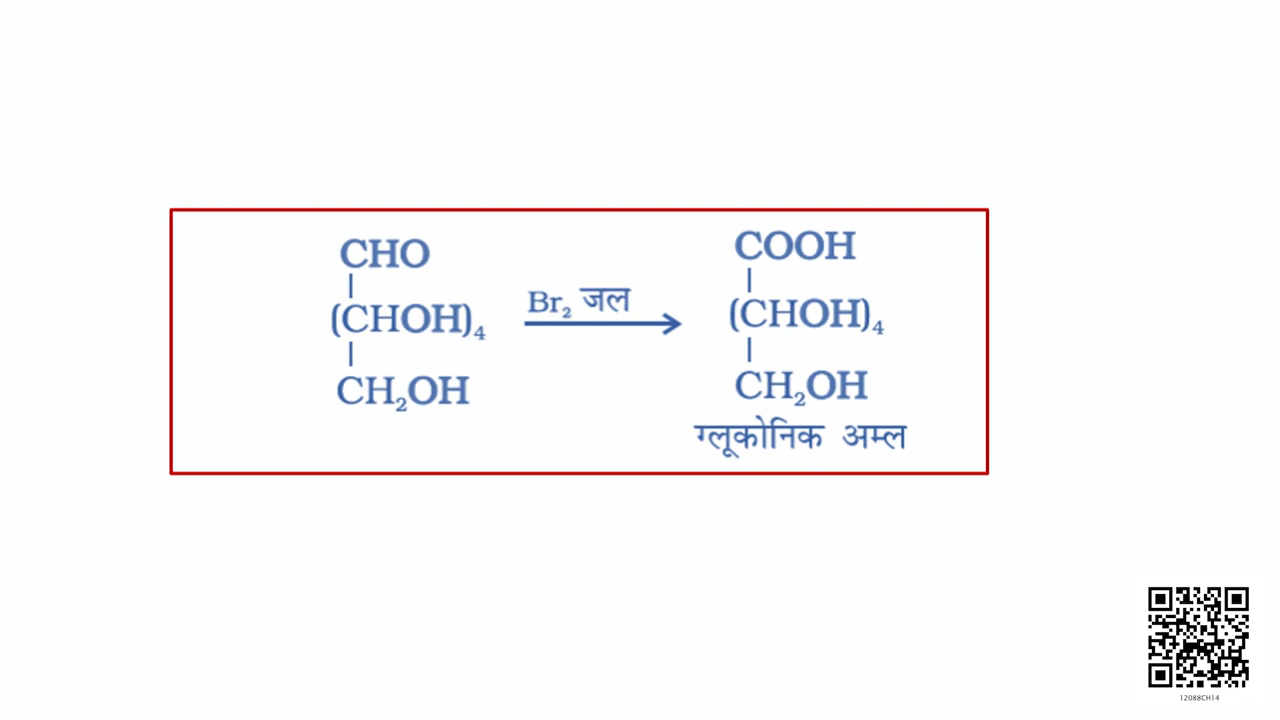 CHO
(CHOH)₄
CH₂OH
Br₂ जल
COOH
(CHOH)₄
CH₂OH
ग्लूकोनिक अम्ल
12088CH14